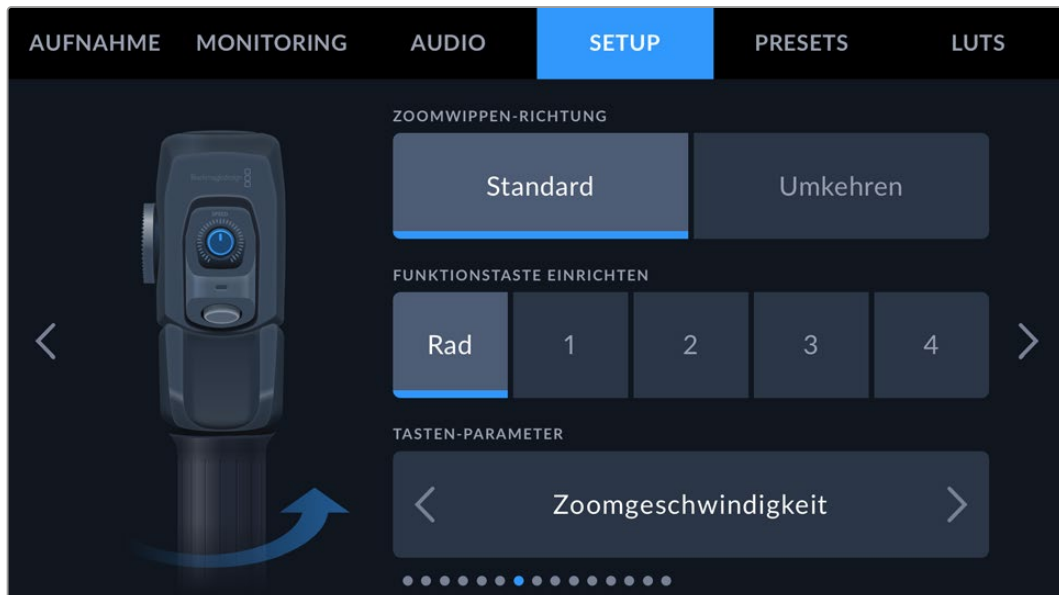 AUFNAHME MONITORING AUDIO SETUP PRESETS LUTS
ZOOMWIPPEN-RICHTUNG
Standard Umkehren
FUNKTIONSTASTE EINRICHTEN
Rad 1 2 3 4
TASTEN-PARAMETER
Zoomgeschwindigkeit